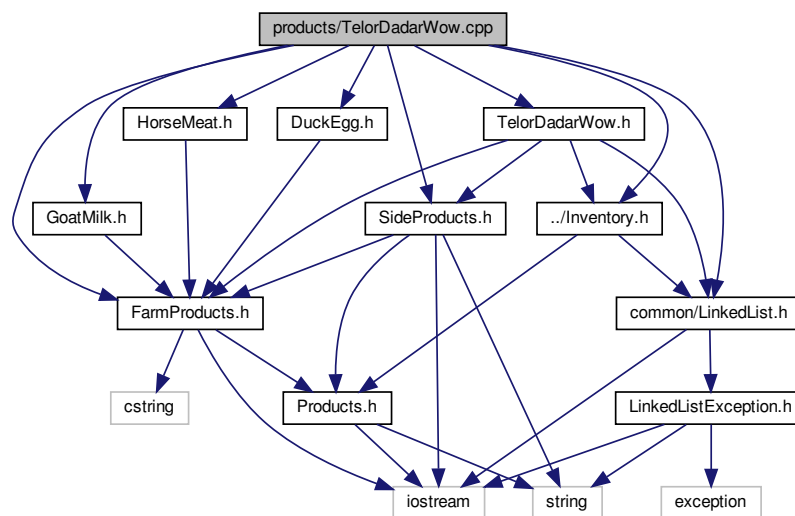 products/TelorDadarWow.cpp
HorseMeat.h
DuckEgg.h
TelorDadarWow.h
GoatMilk.h
SideProducts.h
../Inventory.h
FarmProducts.h
common/LinkedList.h
cstring
Products.h
LinkedListException.h
iostream
string
exception